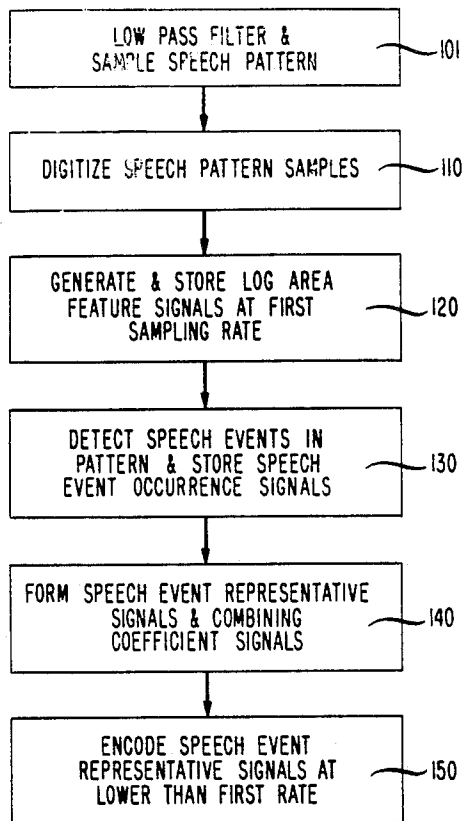 LOW PASS FILTER &
SAMPLE SPEECH PATTERN
101
DIGITIZE SPEECH PATTERN SAMPLES
110
GENERATE & STORE LOG AREA
FEATURE SIGNALS AT FIRST
SAMPLING RATE
120
DETECT SPEECH EVENTS IN
PATTERN & STORE SPEECH
EVENT OCCURRENCE SIGNALS
130
FORM SPEECH EVENT REPRESENTATIVE
SIGNALS & COMBINING
COEFFICIENT SIGNALS
140
ENCODE SPEECH EVENT
REPRESENTATIVE SIGNALS AT
LOWER THAN FIRST RATE
150